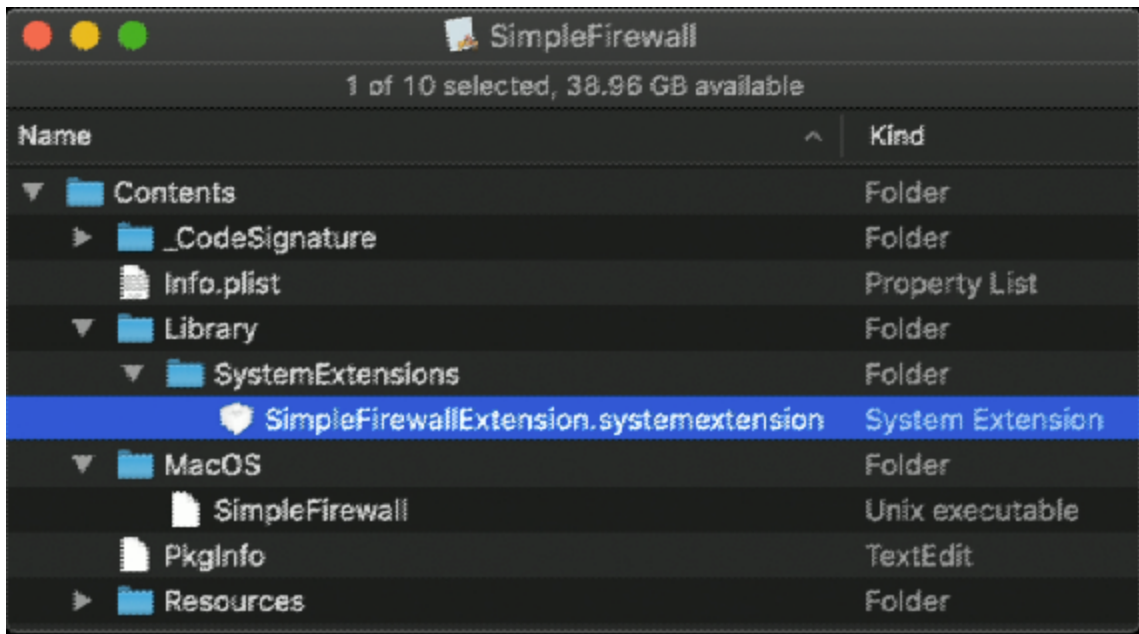 SimpleFirewall
1 of 10 selected, 38.96 GB available
Name Kind
Contents Folder
_CodeSignature Folder
Info.plist Property List
Library Folder
SystemExtensions Folder
SimpleFirewallExtension.systemextension System Extension
MacOS Folder
SimpleFirewall Unix executable
PkgInfo TextEdit
Resources Folder